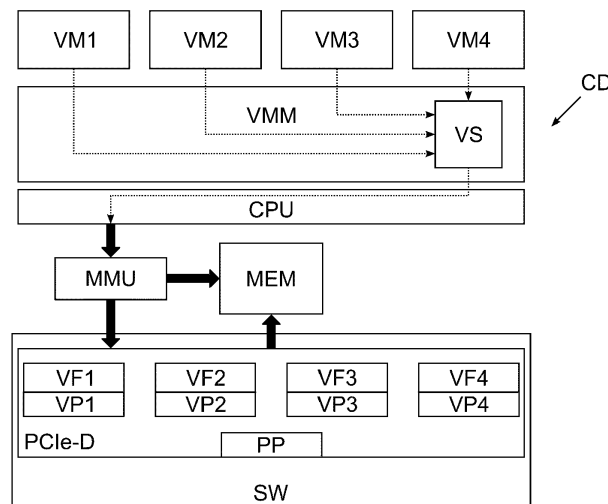 VM1 VM2 VM3 VM4
CD
VMM VS
CPU
MMU MEM
VF1 VF2 VF3 VF4
VP1 VP2 VP3 VP4
PCIe-D PP
SW